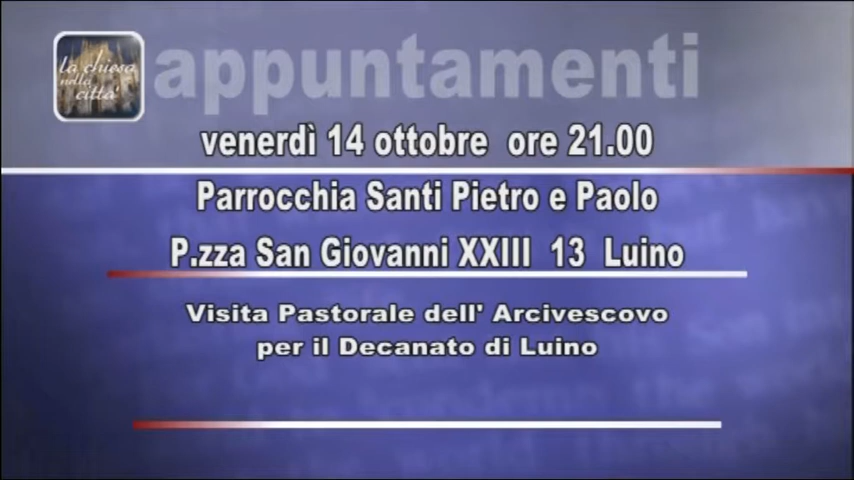 la chiesa
nella
città
appuntamenti
venerdì 14 ottobre ore 21.00
Parrocchia Santi Pietro e Paolo
P.zza San Giovanni XXIII 13 Luino
Visita Pastorale dell' Arcivescovo
per il Decanato di Luino